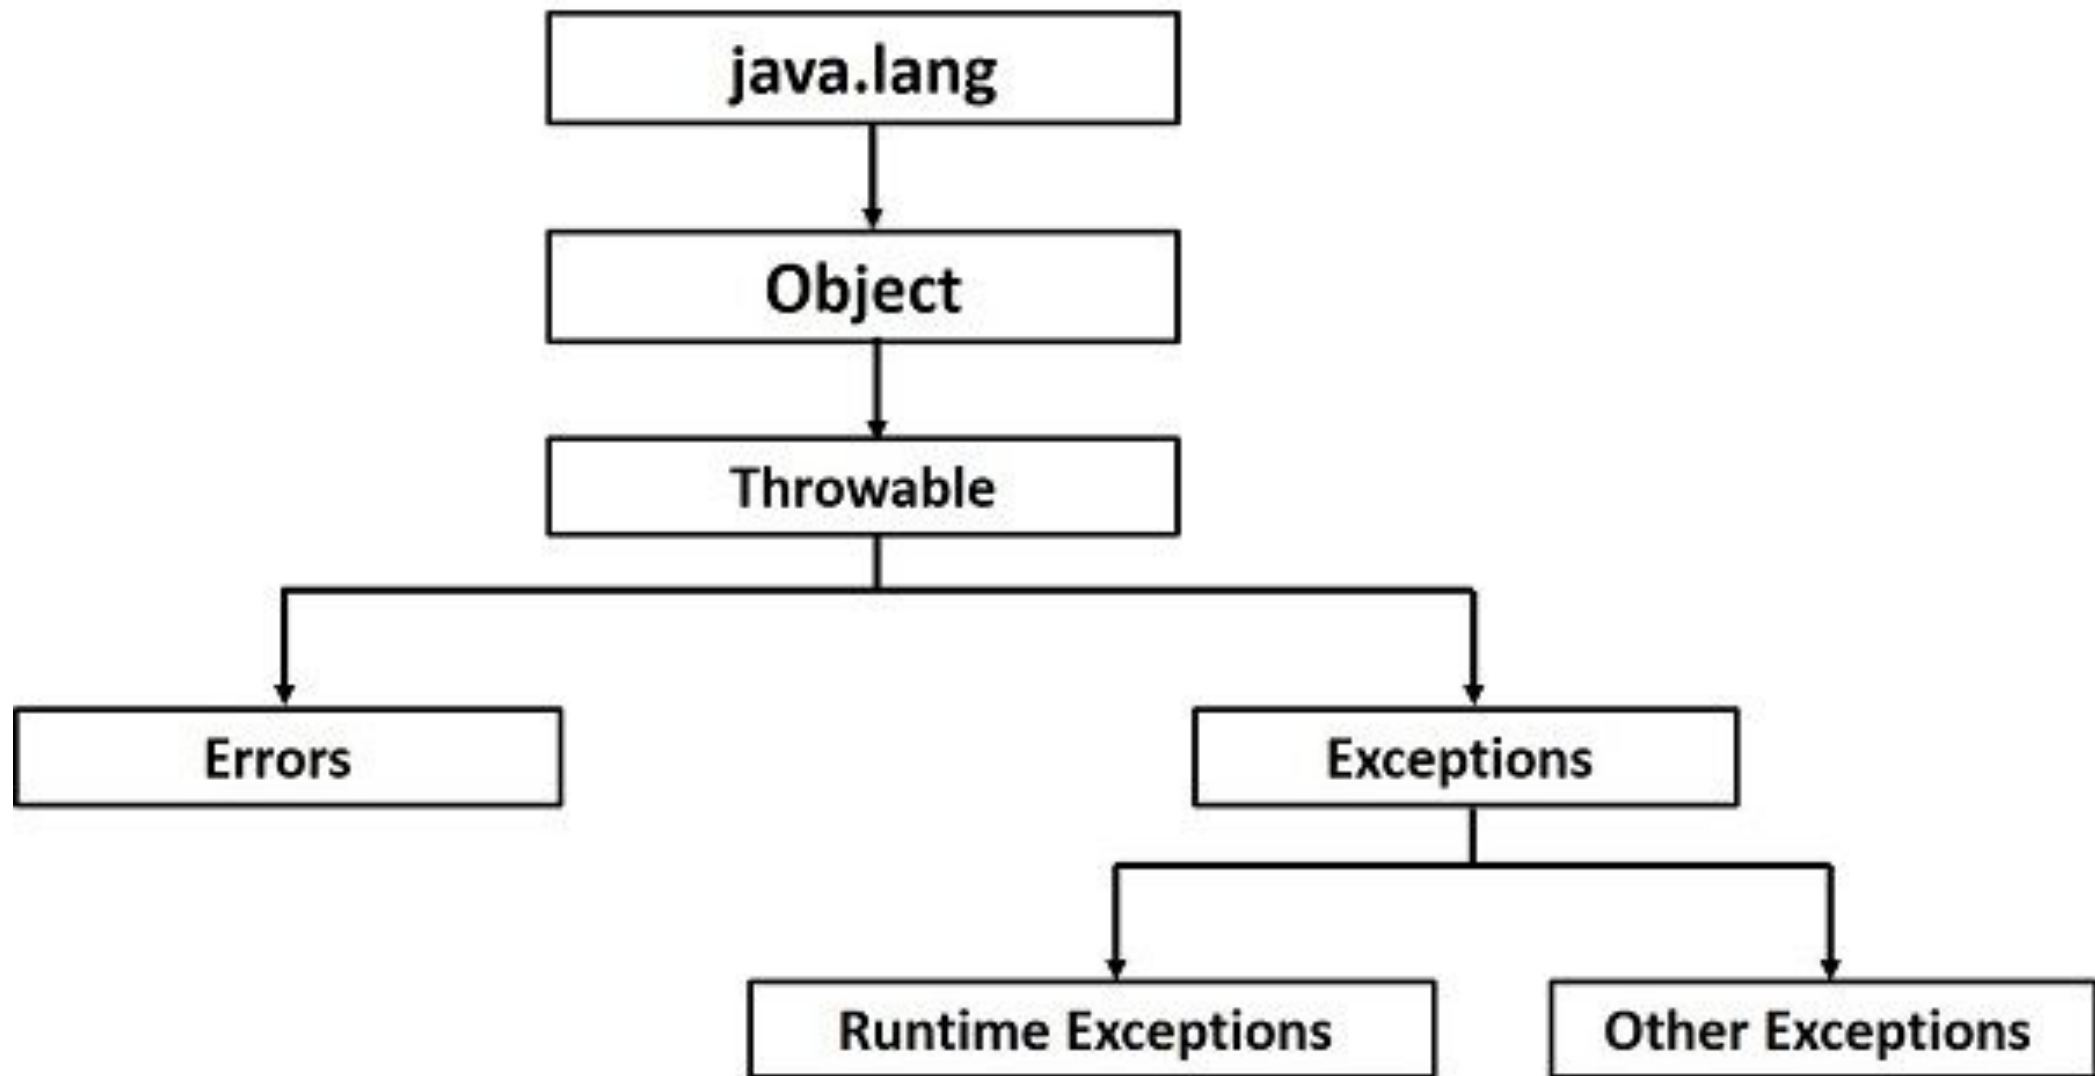 java.lang
Object
Throwable
Errors
Exceptions
Runtime Exceptions
Other Exceptions